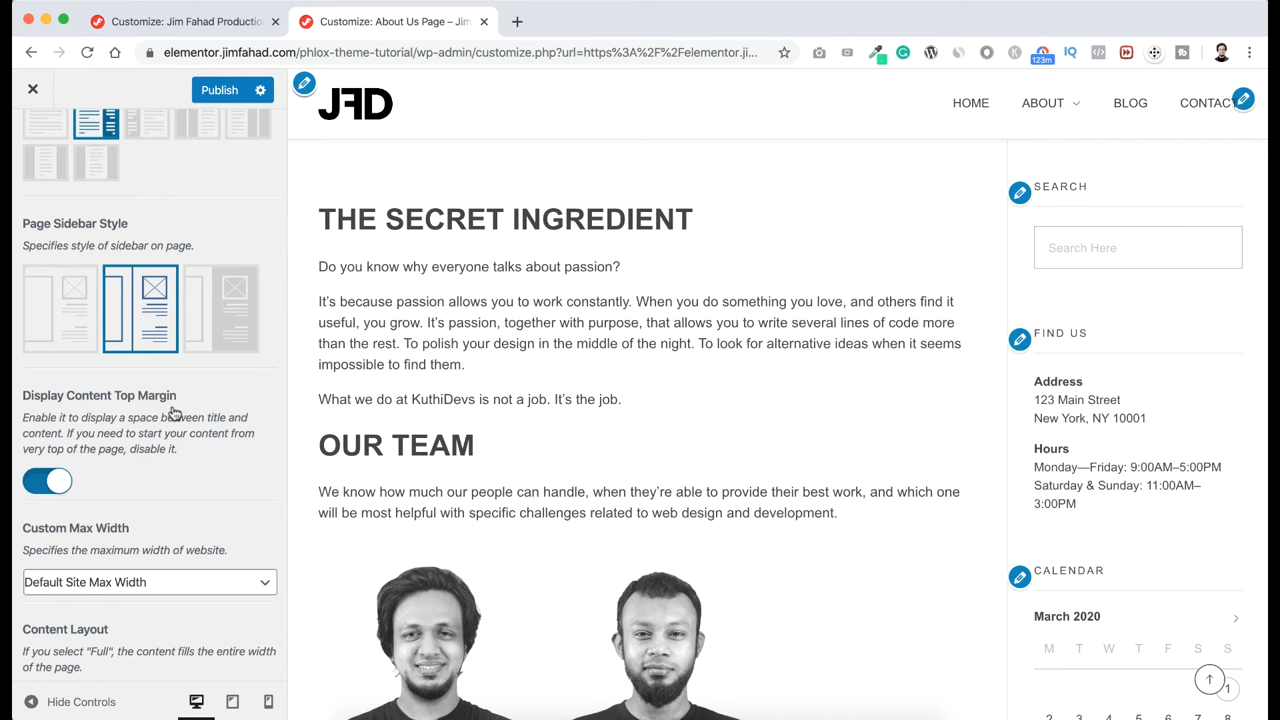 Customize: Jim Fahad Productio
Customize: About Us Page – Jim
elementor.jimfahad.com/phlox-theme-tutorial/wp-admin/customize.php?url=https%3A%2F%2Felementor.ji...
123m
IQ
Publish
JFD
HOME
ABOUT
BLOG
CONTACT
Page Sidebar Style
Specifies style of sidebar on page.
Display Content Top Margin
Enable it to display a space between title and
content. If you need to start your content from
very top of the page, disable it.
Custom Max Width
Specifies the maximum width of website.
Default Site Max Width
Content Layout
If you select "Full", the content fills the entire width
of the page.
Hide Controls
THE SECRET INGREDIENT
Do you know why everyone talks about passion?
It’s because passion allows you to work constantly. When you do something you love, and others find it
useful, you grow. It’s passion, together with purpose, that allows you to write several lines of code more
than the rest. To polish your design in the middle of the night. To look for alternative ideas when it seems
impossible to find them.
What we do at KuthiDevs is not a job. It’s the job.
OUR TEAM
We know how much our people can handle, when they’re able to provide their best work, and which one
will be most helpful with specific challenges related to web design and development.
SEARCH
Search Here
FIND US
Address
123 Main Street
New York, NY 10001
Hours
Monday—Friday: 9:00AM–5:00PM
Saturday & Sunday: 11:00AM–
3:00PM
CALENDAR
March 2020
M T W T F S S
1
2 3 4 5 6 7 8